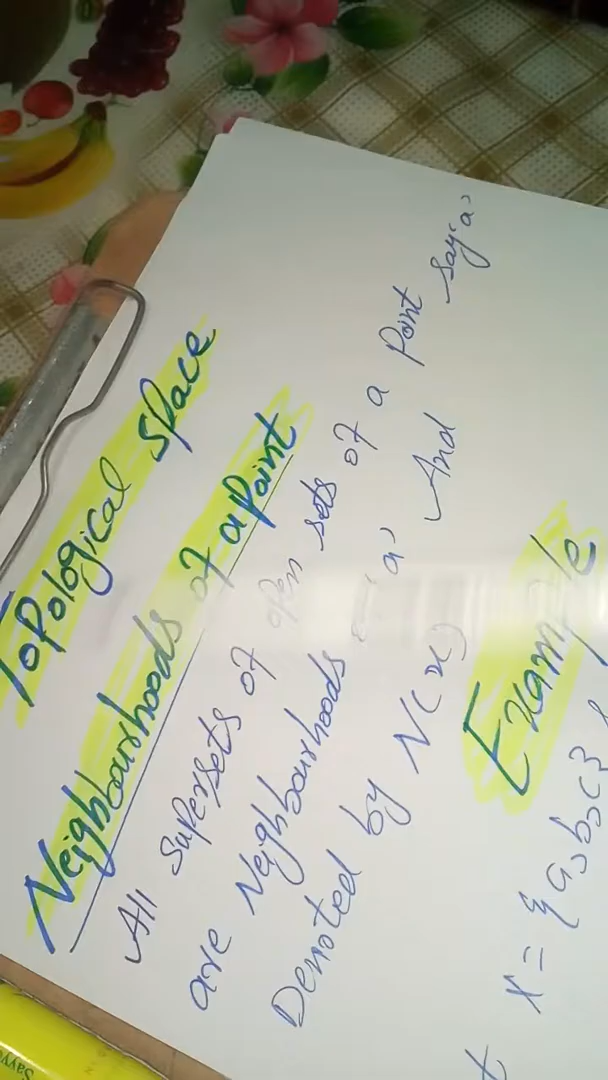 Topological space
Neighbourhoods of a point
All supersets of open sets of a point say 'a'
are Neighbourhoods 'a' And
Denoted by N(x)
Example
X = {a, b, c}
Sayy